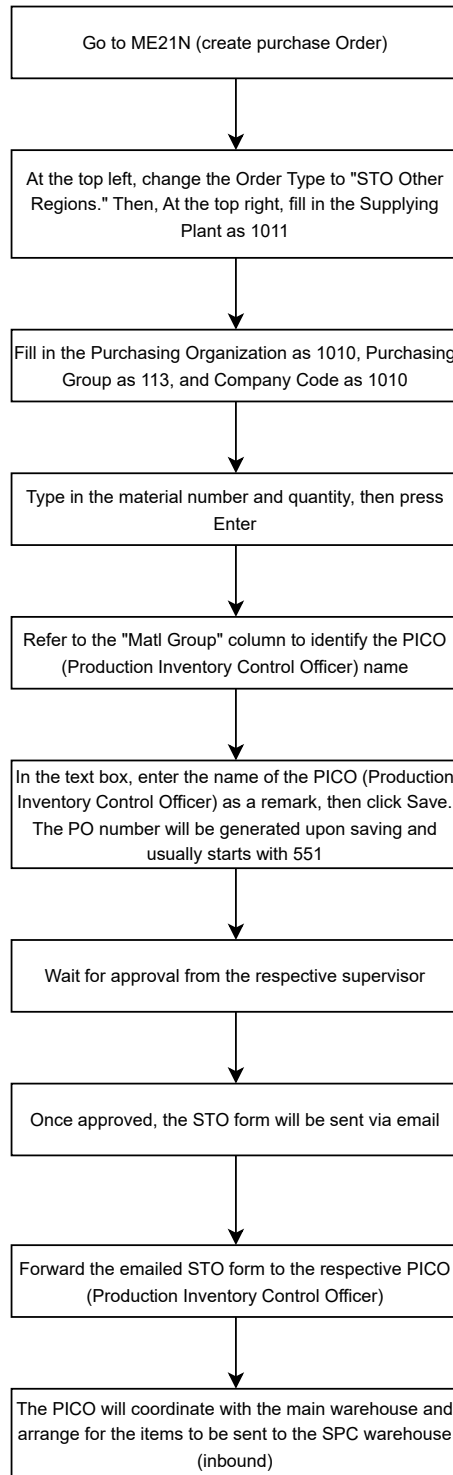 Go to ME21N (create purchase Order)
At the top left, change the Order Type to "STO Other
Regions." Then, At the top right, fill in the Supplying
Plant as 1011
Fill in the Purchasing Organization as 1010, Purchasing
Group as 113, and Company Code as 1010
Type in the material number and quantity, then press
Enter
Refer to the "Matl Group" column to identify the PICO
(Production Inventory Control Officer) name
In the text box, enter the name of the PICO (Production
Inventory Control Officer) as a remark, then click Save.
The PO number will be generated upon saving and
usually starts with 551
Wait for approval from the respective supervisor
Once approved, the STO form will be sent via email
Forward the emailed STO form to the respective PICO
(Production Inventory Control Officer)
The PICO will coordinate with the main warehouse and
arrange for the items to be sent to the SPC warehouse
(inbound)